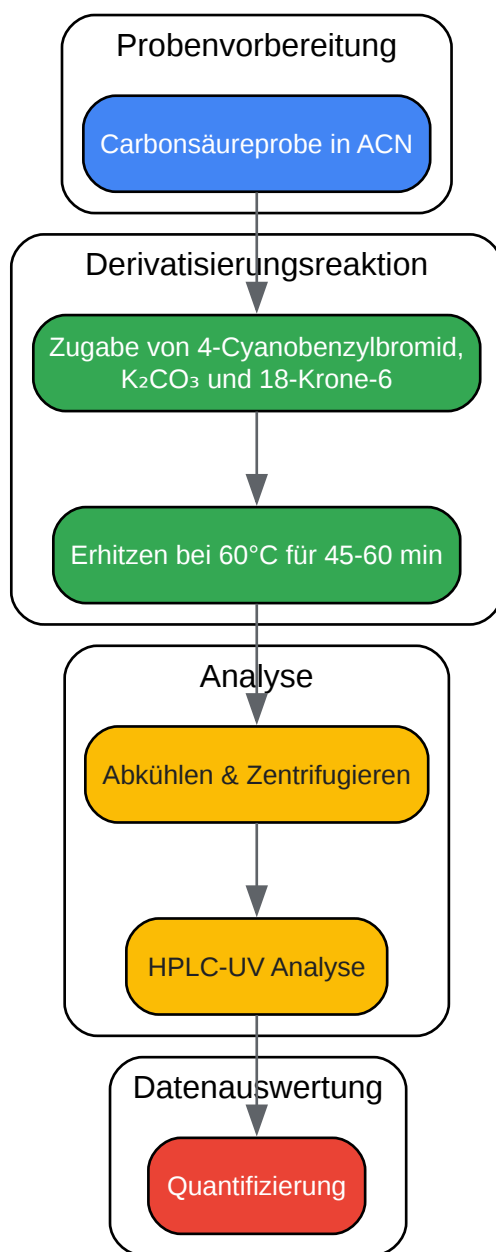 Probenvorbereitung
Carbonsäureprobe in ACN
Derivatisierungsreaktion
Zugabe von 4-Cyanobenzylbromid,
K₂CO₃ und 18-Krone-6
Erhitzen bei 60°C für 45-60 min
Analyse
Abkühlen & Zentrifugieren
HPLC-UV Analyse
Datenauswertung
Quantifizierung